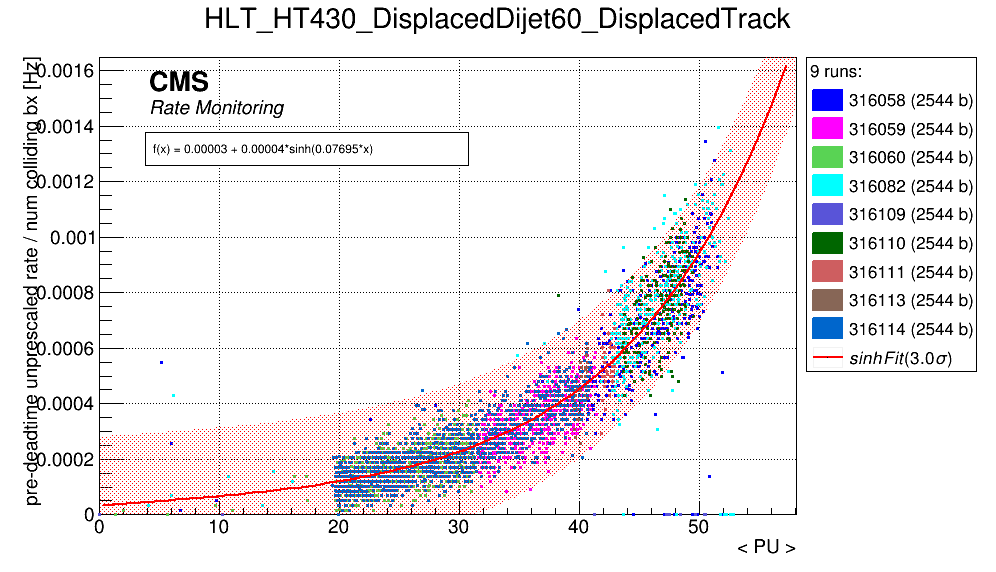 HLT_HT430_DisplacedDijet60_DisplacedTrack
pre-deadtime unprescaled rate / num colliding bx [Hz]
0.0016
0.0014
0.0012
0.001
0.0008
0.0006
0.0004
0.0002
0
CMS
Rate Monitoring
f(x) = 0.00003 + 0.00004*sinh(0.07695*x)
0
10
20
30
40
50
< PU >
9 runs:
316058 (2544 b)
316059 (2544 b)
316060 (2544 b)
316082 (2544 b)
316109 (2544 b)
316110 (2544 b)
316111 (2544 b)
316113 (2544 b)
316114 (2544 b)
sinhFit(3.0σ)